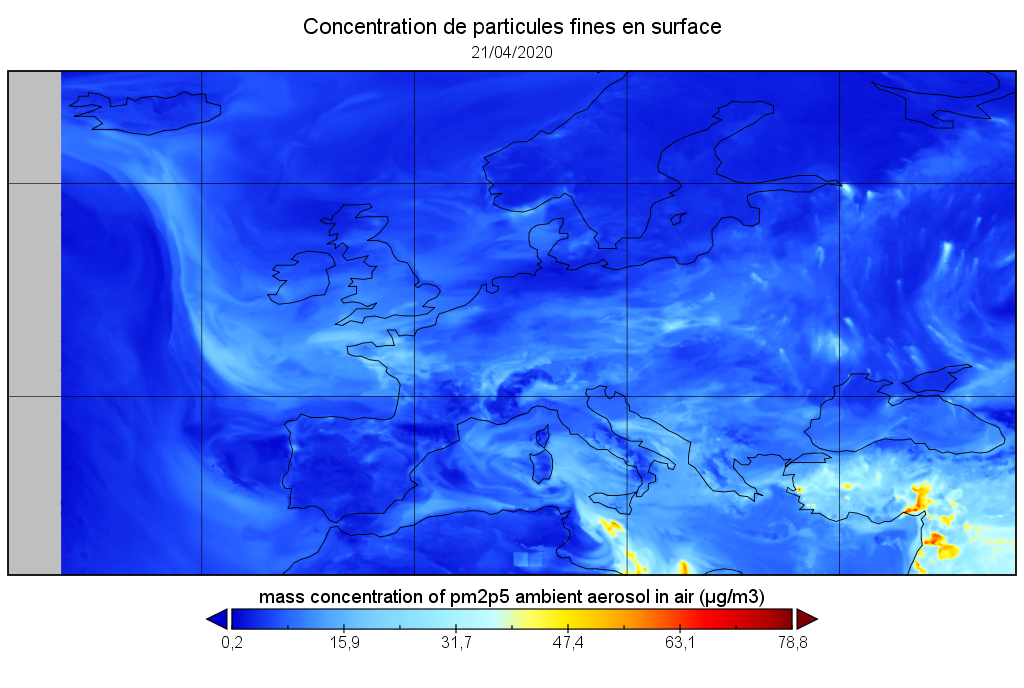 Concentration de particules fines en surface
21/04/2020
mass concentration of pm2p5 ambient aerosol in air (µg/m3)
0,2 15,9 31,7 47,4 63,1 78,8